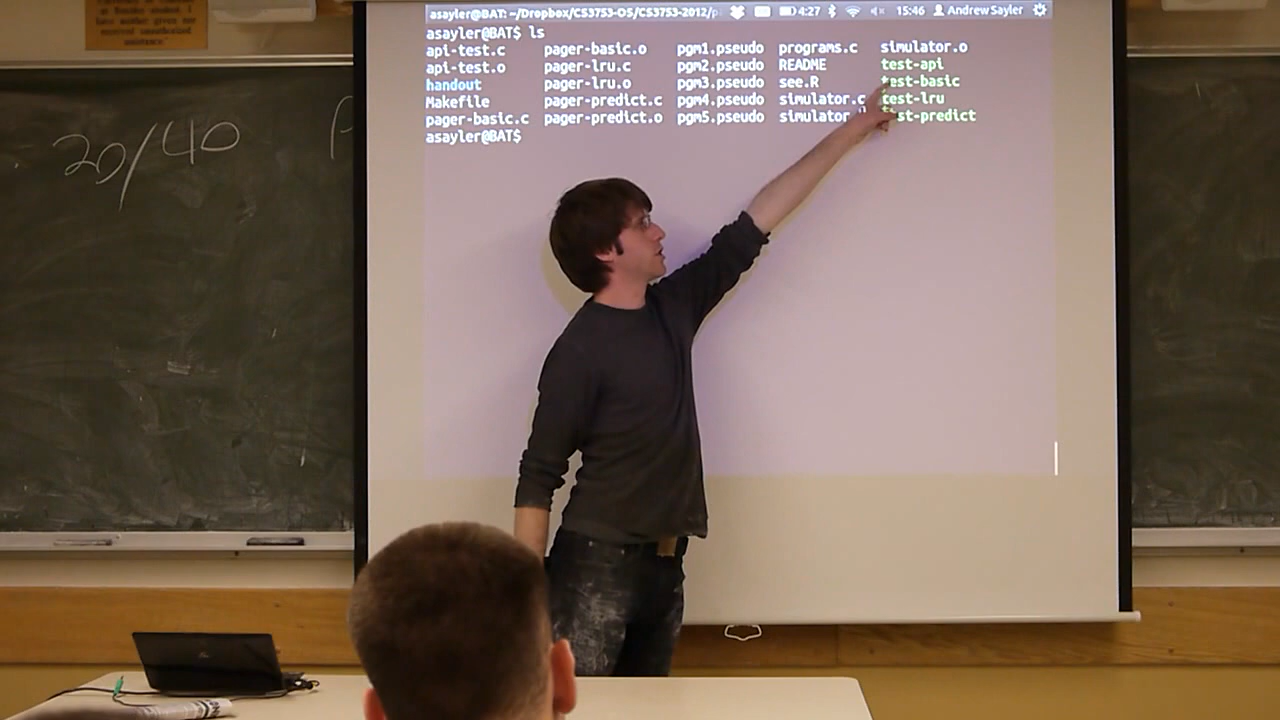 asayler@BAT: ~/Dropbox/CS3753-OS/CS3753-2012/p 4:27 15:46 Andrew Sayler
asayler@BAT$ ls
api-test.c pager-basic.o pgm1.pseudo programs.c simulator.o
api-test.o pager-lru.c pgm2.pseudo README test-api
handout pager-lru.o pgm3.pseudo see.R test-basic
Makefile pager-predict.c pgm4.pseudo simulator.c test-lru
pager-basic.c pager-predict.o pgm5.pseudo simulator. test-predict
asayler@BAT$
20/40